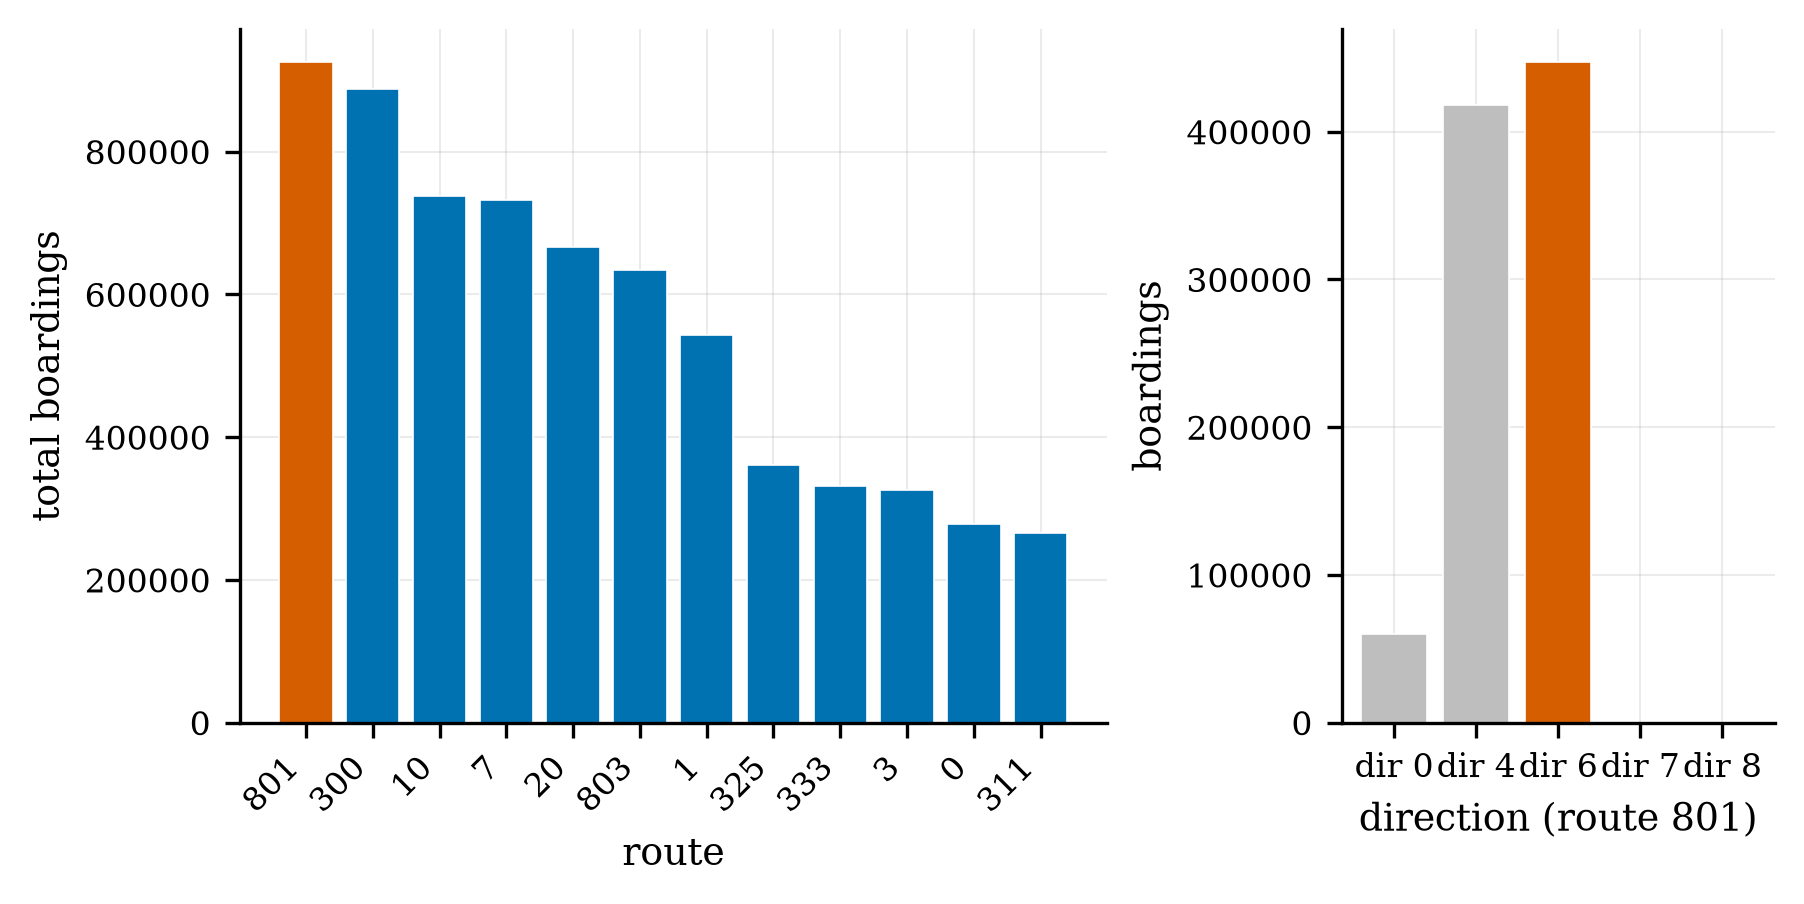 total boardings
800000
600000
400000
200000
0
801 300 10 7 20 803 1 325 333 3 0 311
route
boardings
400000
300000
200000
100000
0
dir 0 dir 4 dir 6 dir 7 dir 8
direction (route 801)